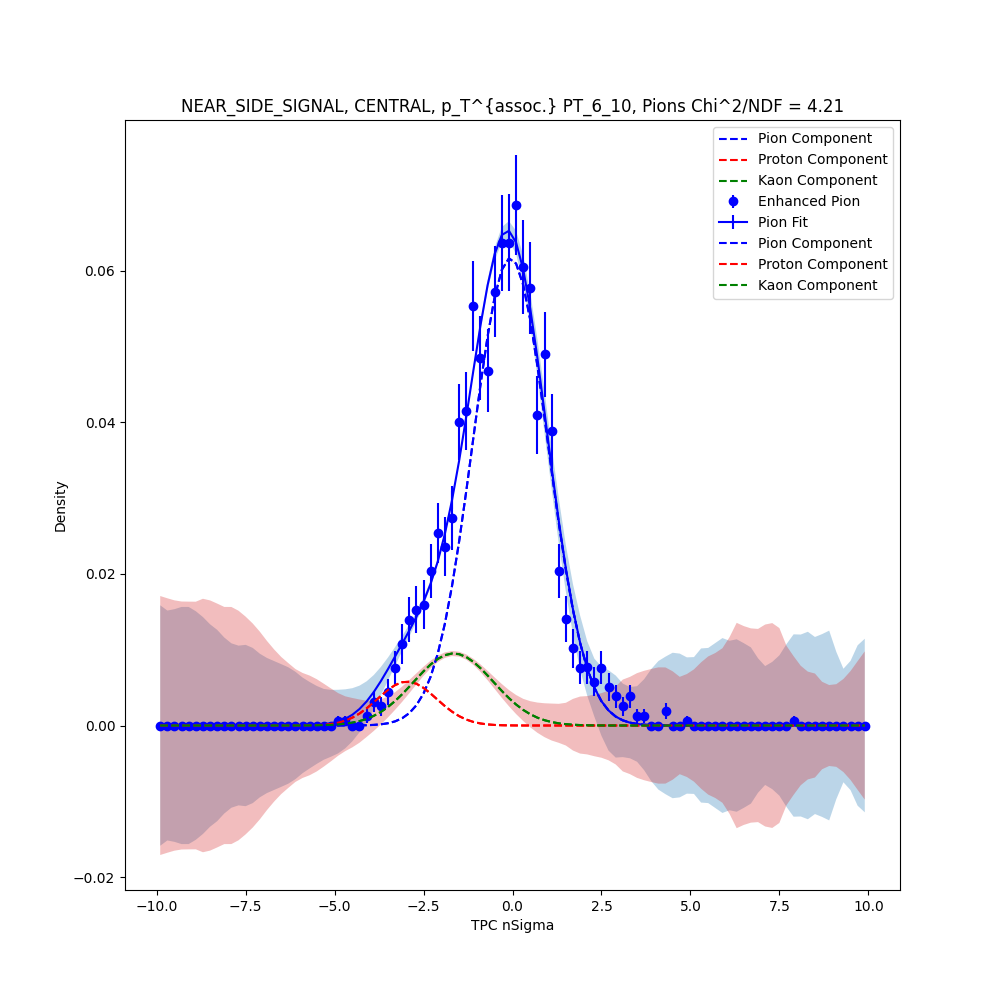 NEAR_SIDE_SIGNAL, CENTRAL, p_T^{assoc.} PT_6_10, Pions Chi^2/NDF = 4.21
Pion Component
Proton Component
Kaon Component
Enhanced Pion
Pion Fit
Pion Component
Proton Component
Kaon Component
0.06
0.04
0.02
0.00
−0.02
Density
−10.0 −7.5 −5.0 −2.5 0.0 2.5 5.0 7.5 10.0
TPC nSigma